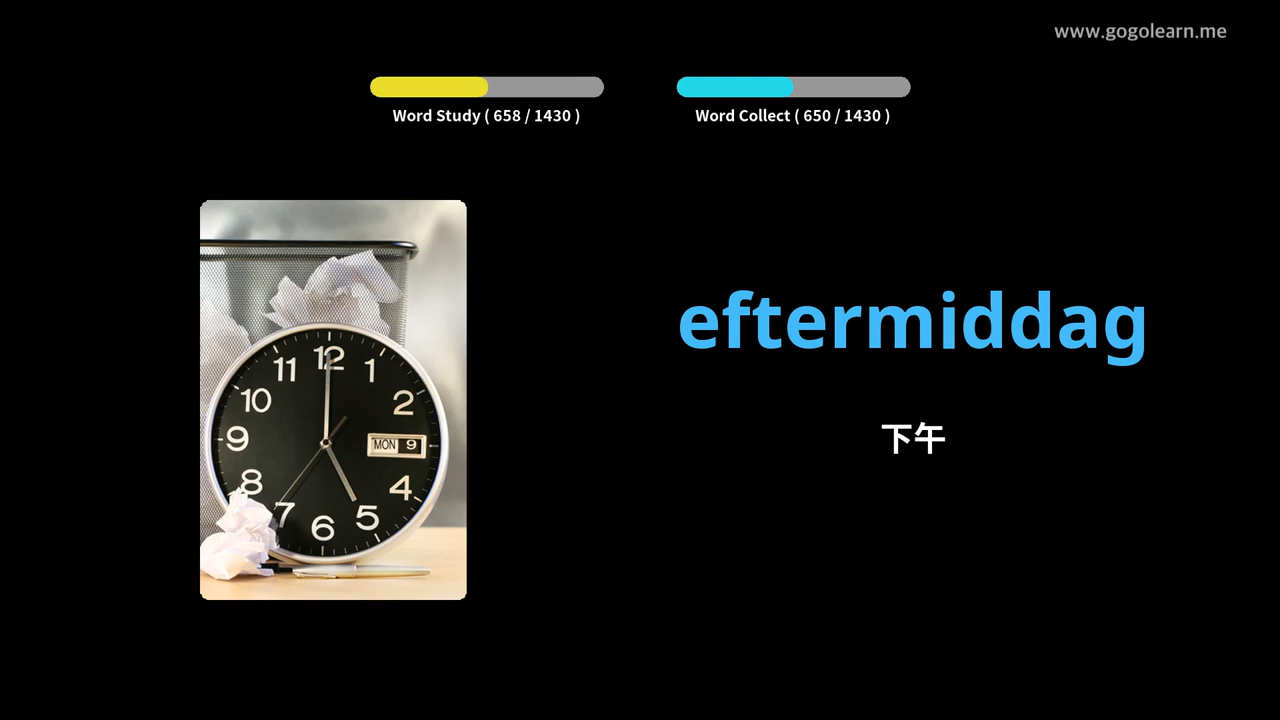 www.gogolearn.me
Word Study ( 658 / 1430 )
Word Collect ( 650 / 1430 )
eftermiddag
下午
12
1
2
3
4
5
6
7
8
9
10
11
MON 9